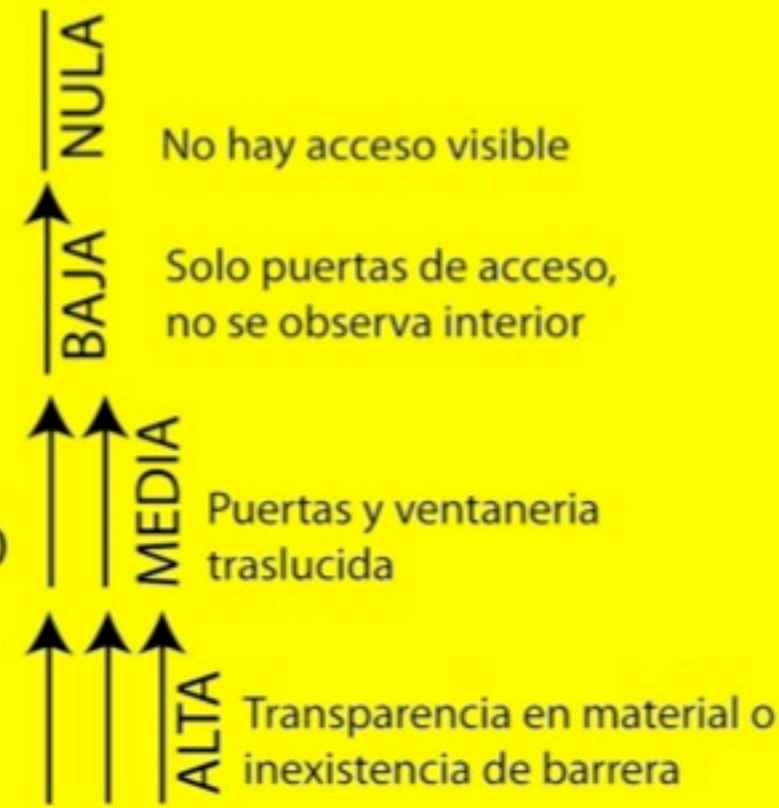 NULA
No hay acceso visible
BAJA
Solo puertas de acceso,
no se observa interior
MEDIA
Puertas y ventaneria
traslucida
ALTA
Transparencia en material o
inexistencia de barrera